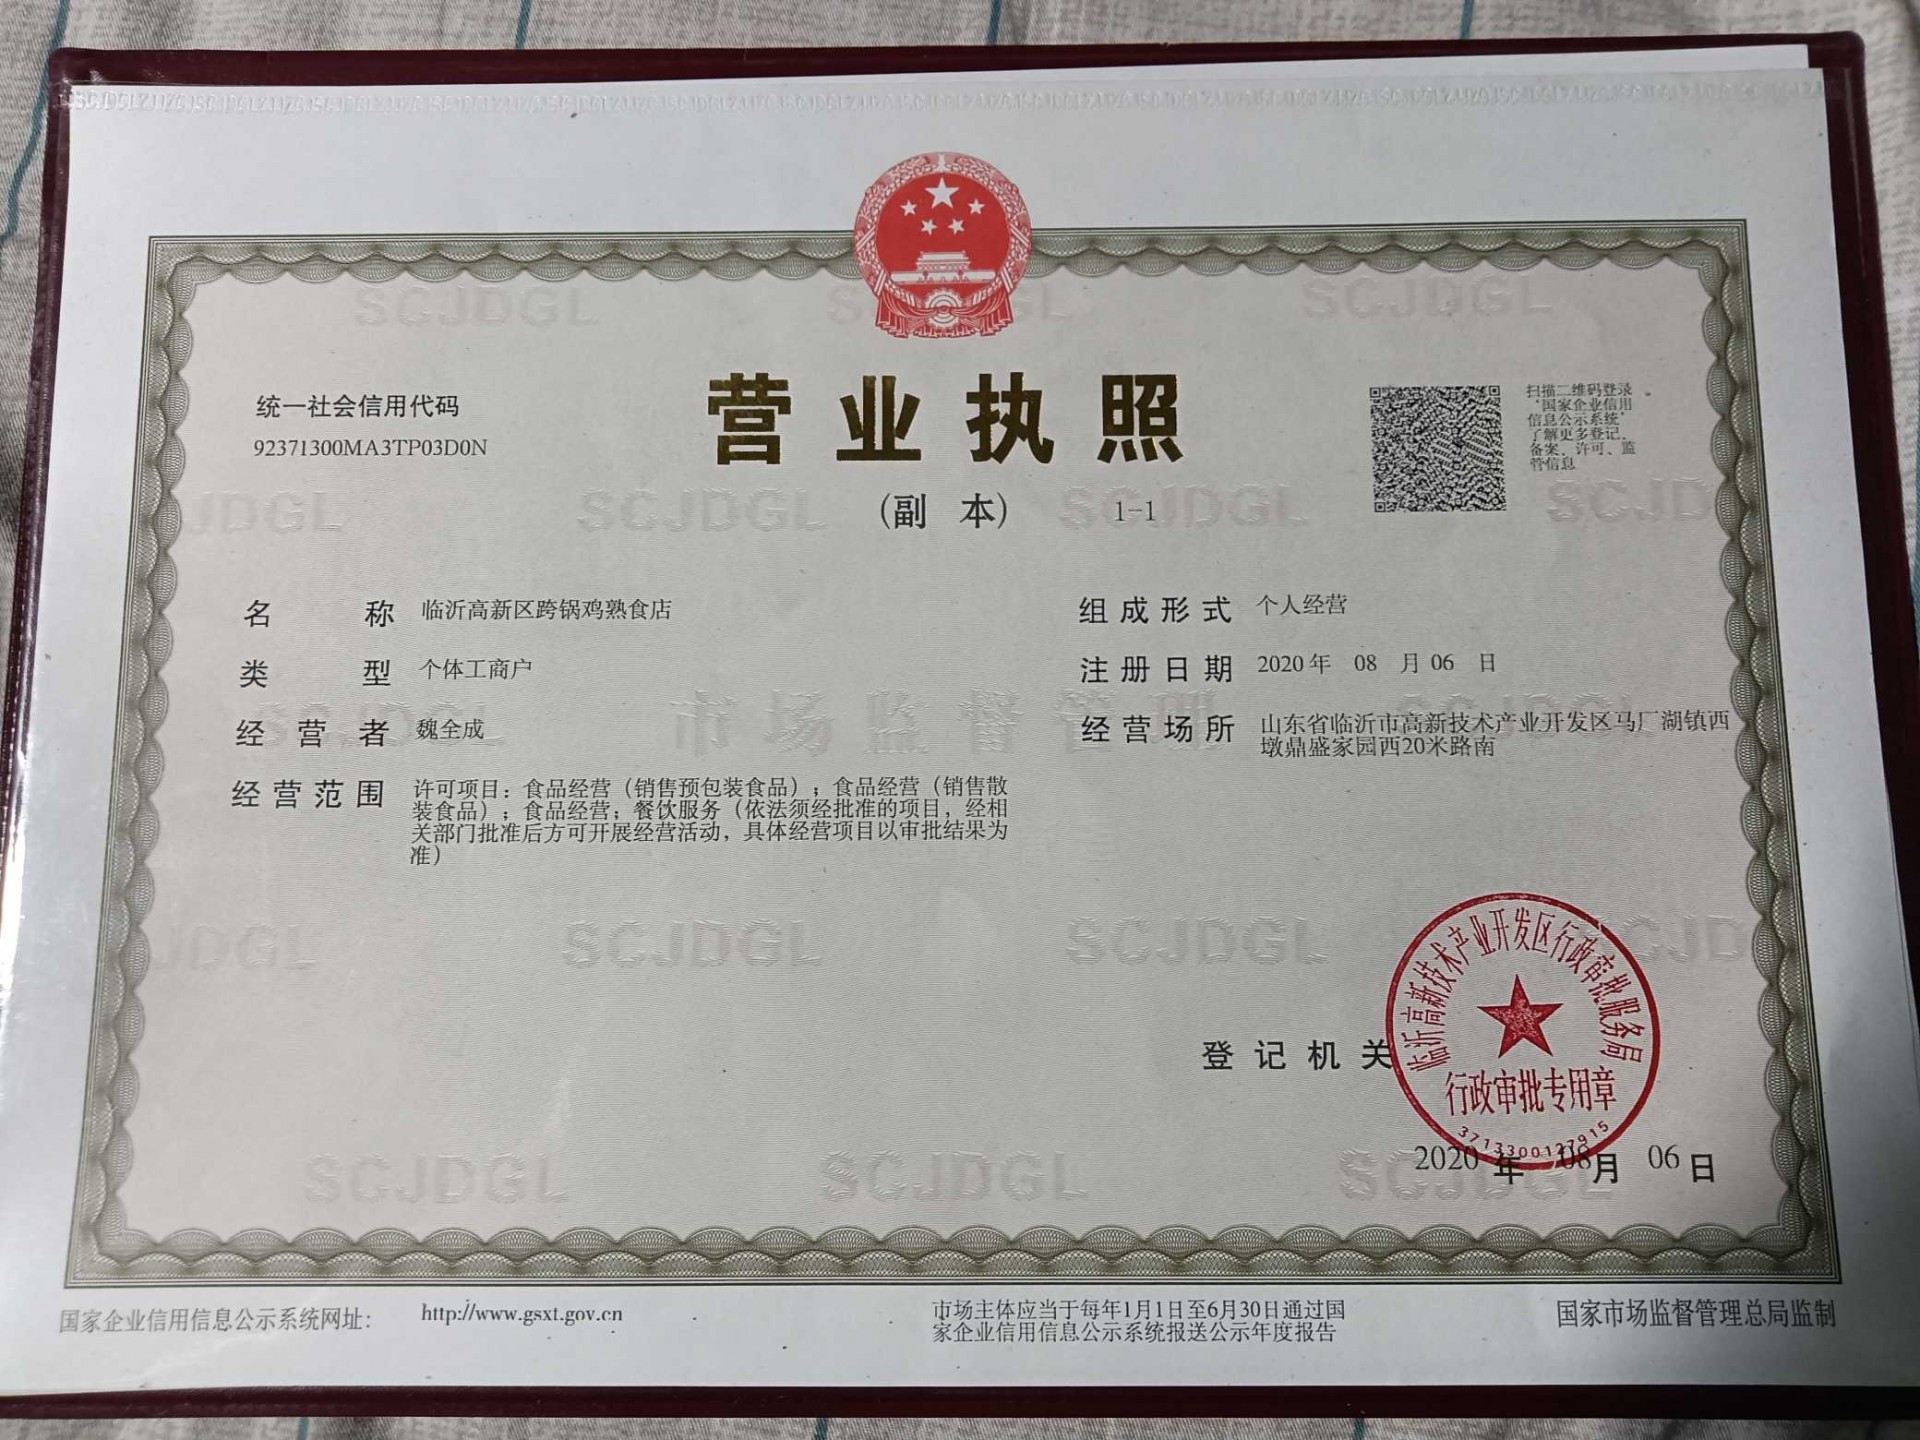 统一社会信用代码
92371300MA3TP03D0N
营业执照
(副 本) 1-1
扫描二维码登录
“国家企业信用
信息公示系统”
了解更多登记、
备案、许可、监
管信息
名 称 临沂高新区跨锅鸡熟食店
类 型 个体工商户
经 营 者 魏全成
经营范围 许可项目：食品经营（销售预包装食品）；食品经营（销售散
装食品）；食品经营；餐饮服务（依法须经批准的项目，经相
关部门批准后方可开展经营活动，具体经营项目以审批结果为
准）
组成形式 个人经营
注册日期 2020 年 08 月 06 日
经营场所 山东省临沂市高新技术产业开发区马厂湖镇西
墩鼎盛家园西20米路南
登记机关
临沂高新技术产业开发区行政审批服务局
行政审批专用章
3713300127915
2020 年 08 月 06 日
国家企业信用信息公示系统网址：
http://www.gsxt.gov.cn
市场主体应当于每年1月1日至6月30日通过国
家企业信用信息公示系统报送公示年度报告
国家市场监督管理总局监制
SCJDGL
市场监督管理